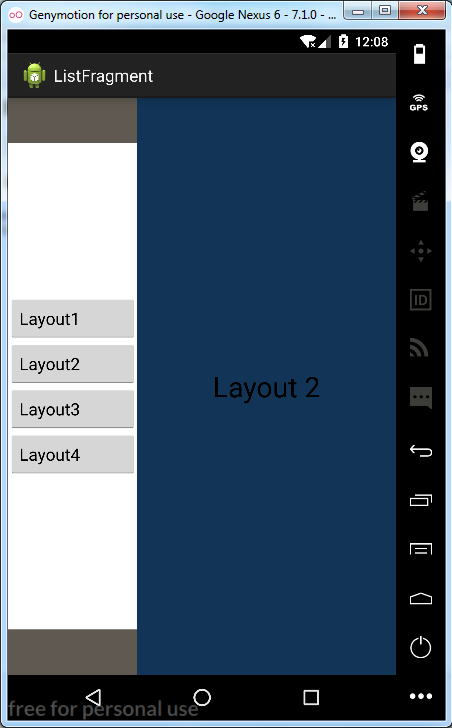 Genymotion for personal use - Google Nexus 6 - 7.1.0 - ...
12:08
ListFragment
GPS
Layout1
Layout2
Layout3
Layout4
Layout 2
ID
free for personal use